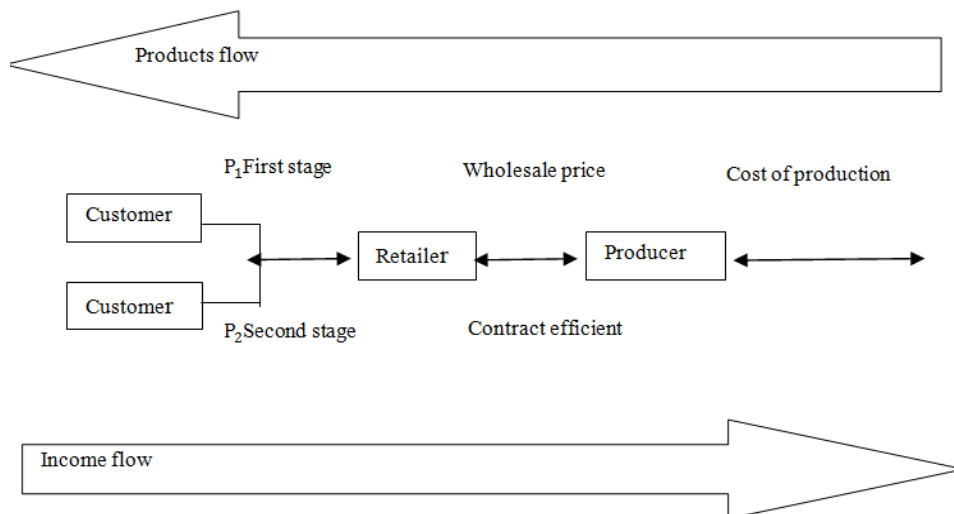 Products flow
P₁First stage
Wholesale price
Cost of production
Customer
Retailer
Producer
Customer
P₂Second stage
Contract efficient
Income flow